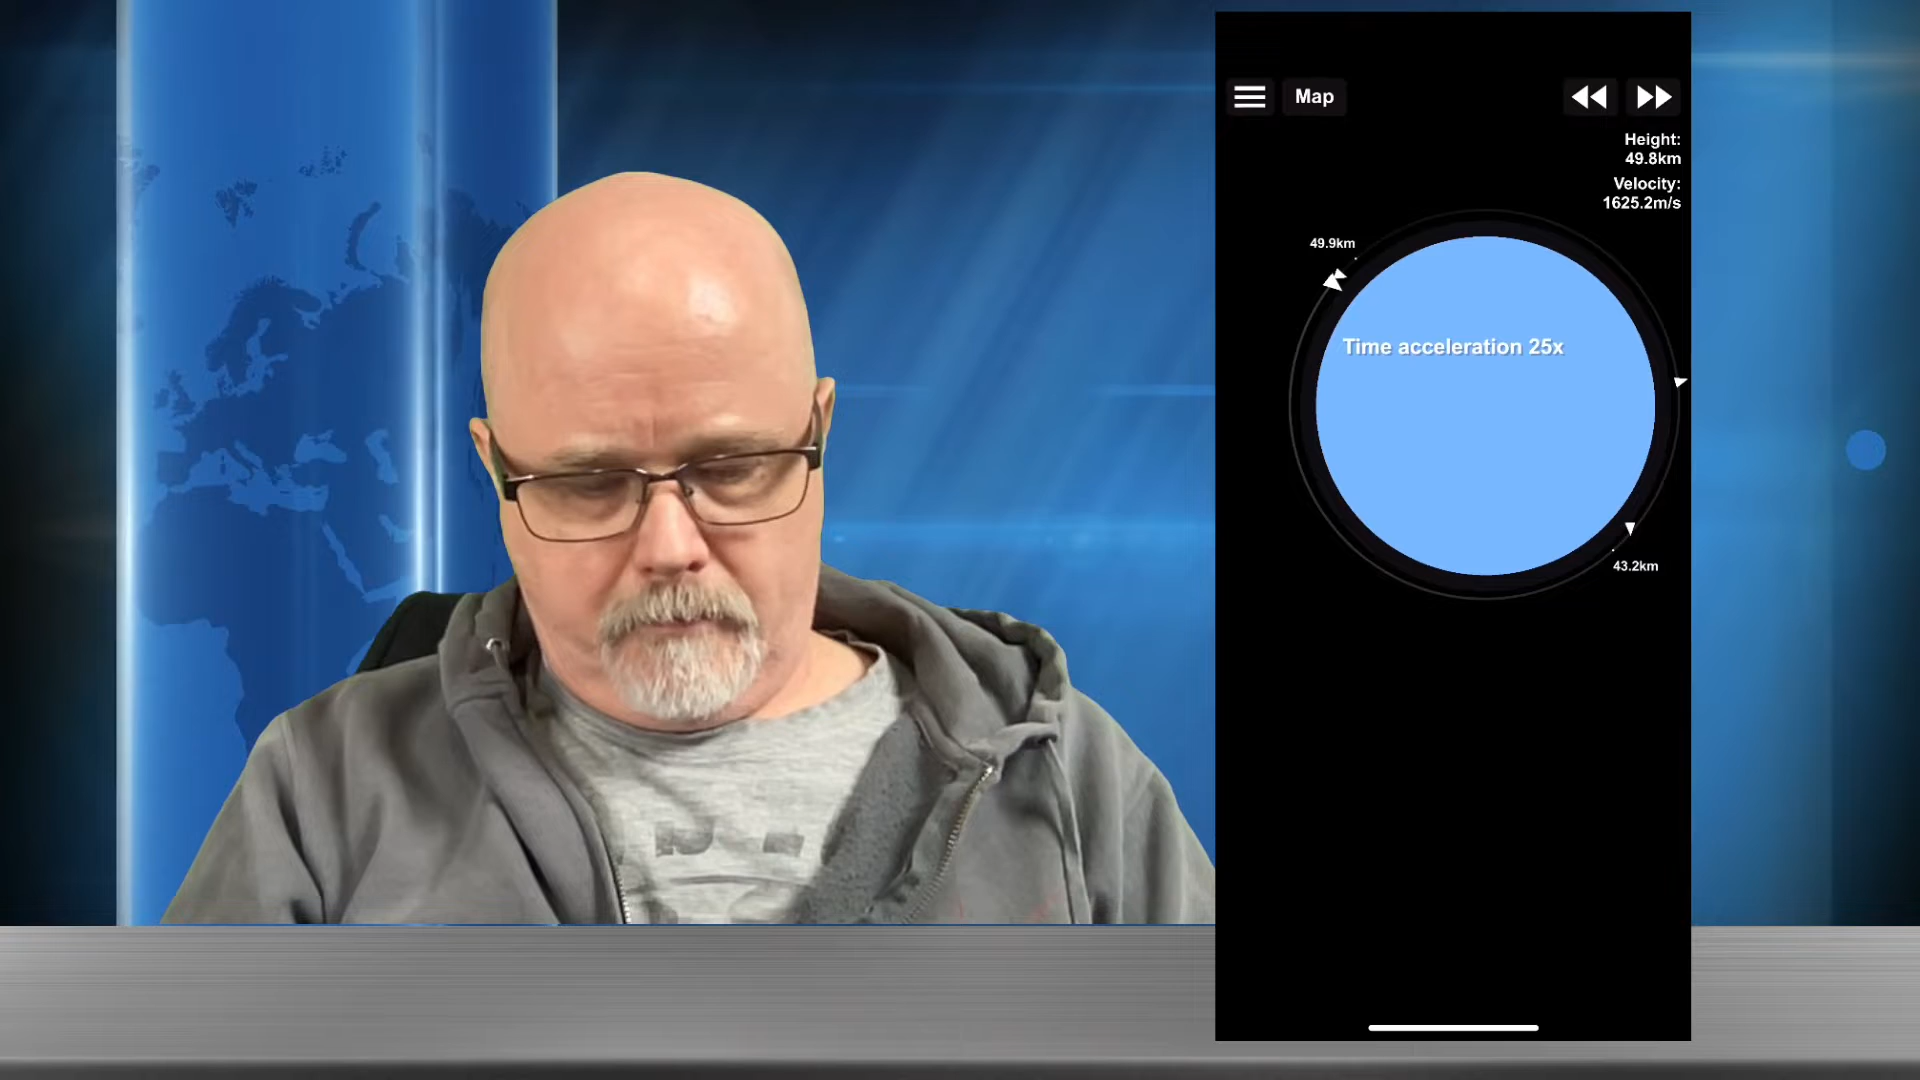 Map
Height:
49.8km
Velocity:
1625.2m/s
49.9km
Time acceleration 25x
43.2km